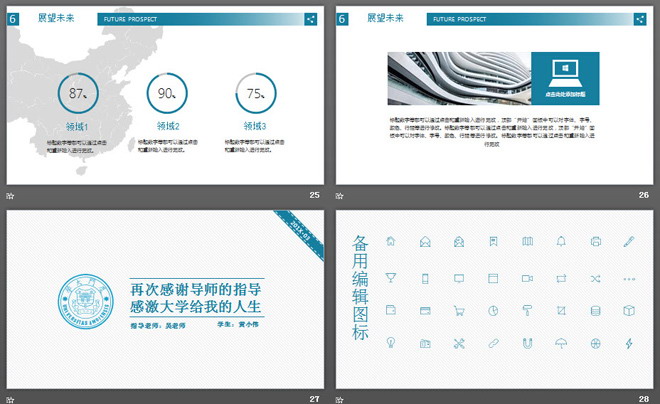 6
展望未来
FUTURE PROSPECT
87%
90%
75%
领域1
领域2
领域3
标题数字等都可以通过点击
和重新输入进行更改。
标题数字等都可以通过点击
和重新输入进行更改。
标题数字等都可以通过点击
和重新输入进行更改。
25
6
展望未来
FUTURE PROSPECT
点击此处添加标题
标题数字等都可以通过点击和重新输入进行更改,顶部“开始”面板中可以对字体、字号、
颜色、行距等进行修改。标题数字等都可以通过点击和重新输入进行更改,顶部“开始”面
板中可以对字体、字号、颜色、行距等进行修改。标题数字等都可以通过点击和重新输入进
行更改
26
再次感谢导师的指导
感激大学给我的人生
指导老师:吴老师
学生:黄小伟
27
备用编辑图标
28